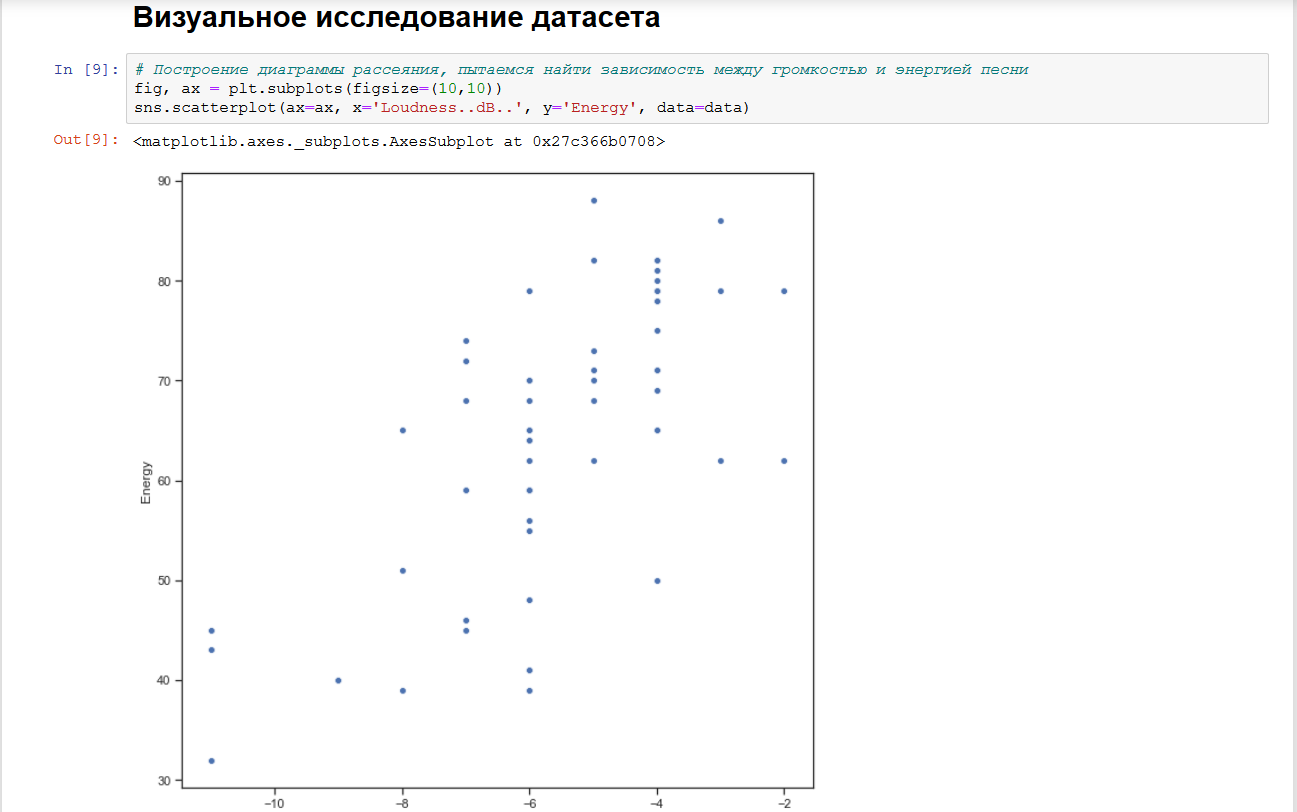 Визуальное исследование датасета
In [9]: # Построение диаграммы рассеяния, пытаемся найти зависимость между громкостью и энергией песни
fig, ax = plt.subplots(figsize=(10,10))
sns.scatterplot(ax=ax, x='Loudness..dB..', y='Energy', data=data)
Out[9]: <matplotlib.axes._subplots.AxesSubplot at 0x27c366b0708>
90
80
70
60
Energy
50
40
30
−10 −8 −6 −4 −2